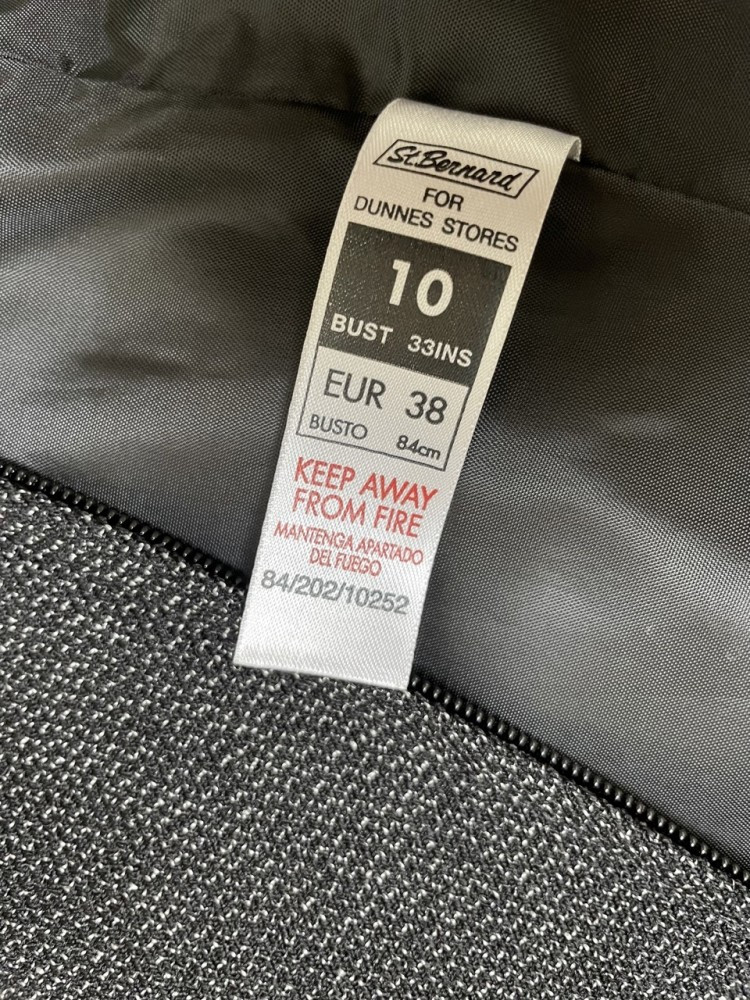 St.Bernard
FOR
DUNNES STORES
10
BUST 33INS
EUR 38
BUSTO 84cm
KEEP AWAY
FROM FIRE
MANTENGA APARTADO
DEL FUEGO
84/202/10252